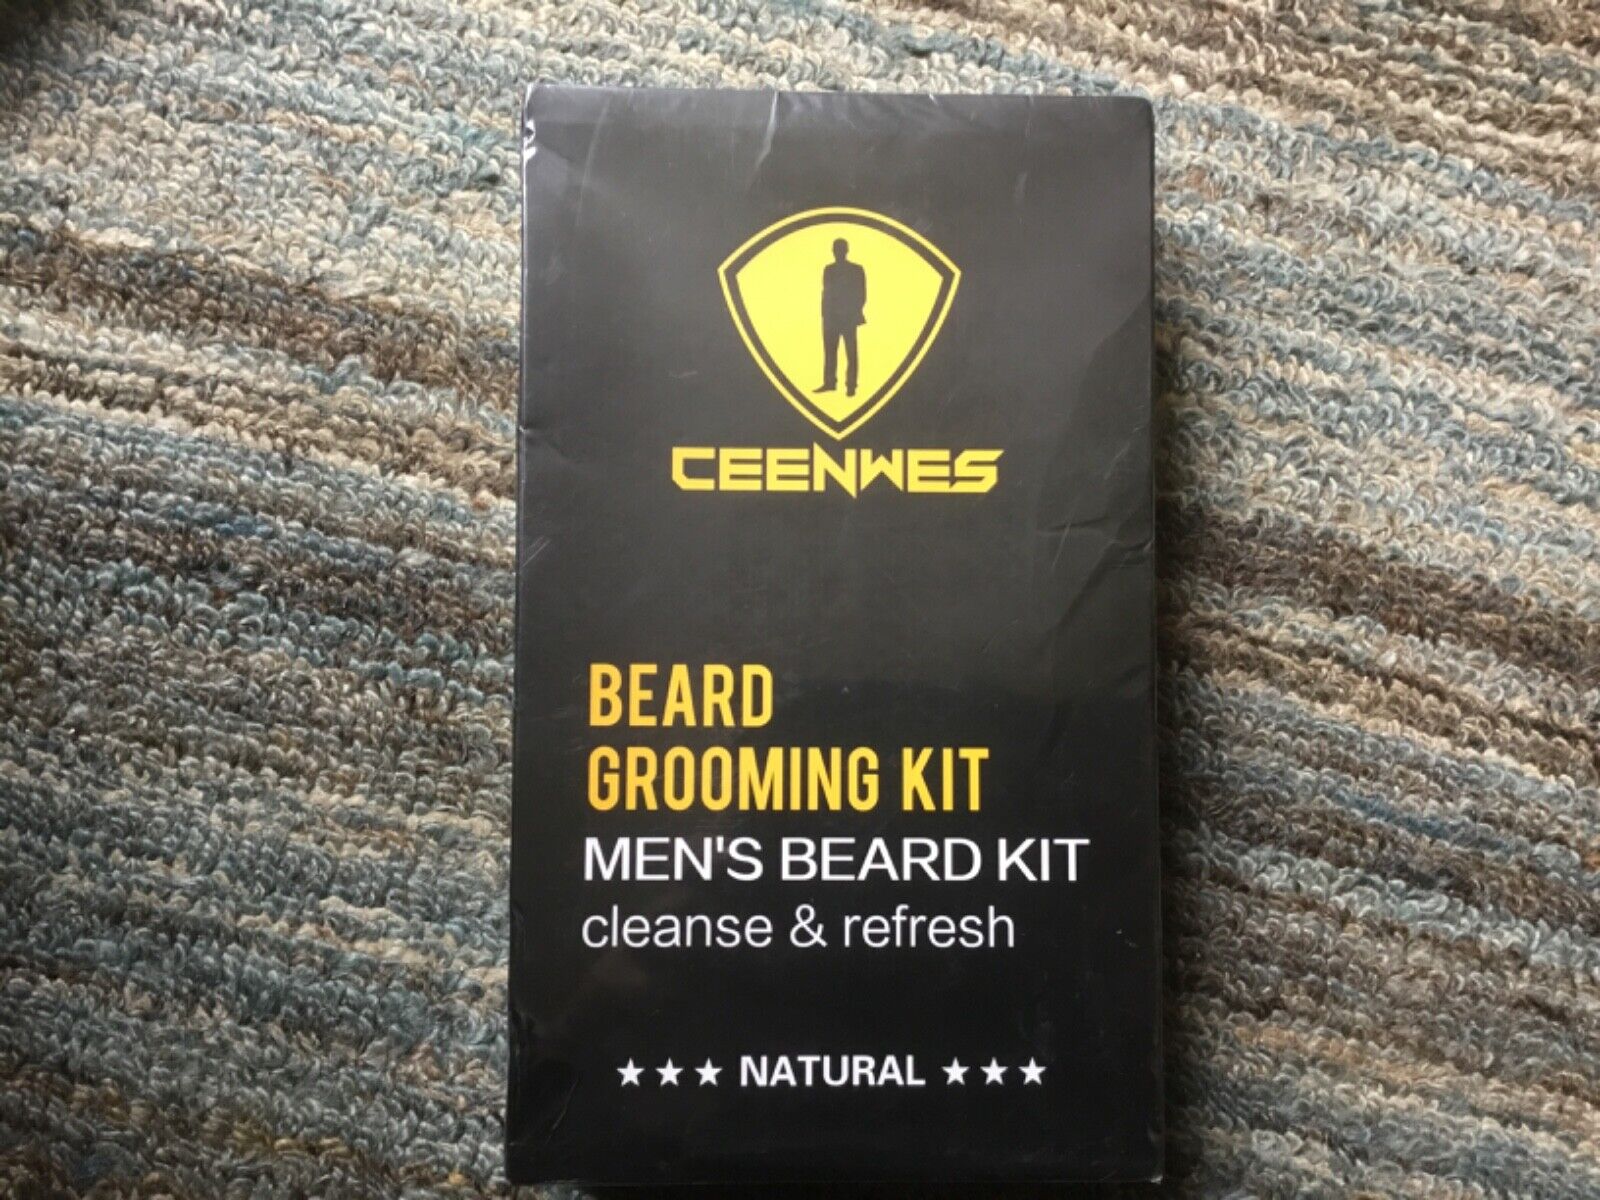 CEENWES
BEARD
GROOMING KIT
MEN'S BEARD KIT
cleanse & refresh
★★★ NATURAL ★★★